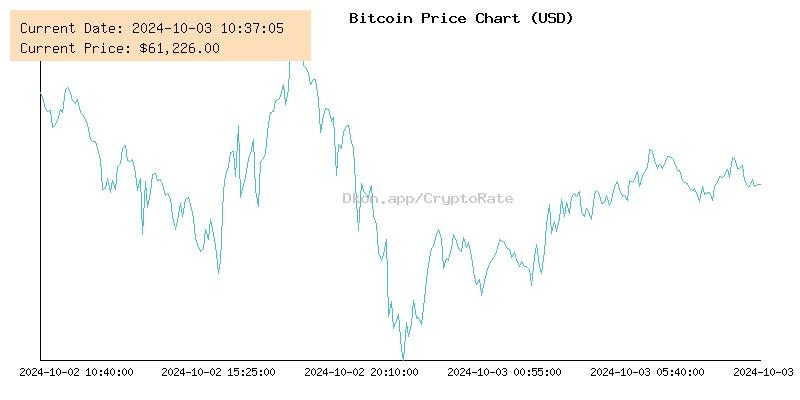 Bitcoin Price Chart (USD)
Current Date: 2024-10-03 10:37:05
Current Price: $61,226.00
Dkon.app/CryptoRate
2024-10-02 10:40:00 2024-10-02 15:25:00 2024-10-02 20:10:00 2024-10-03 00:55:00 2024-10-03 05:40:00 2024-10-03